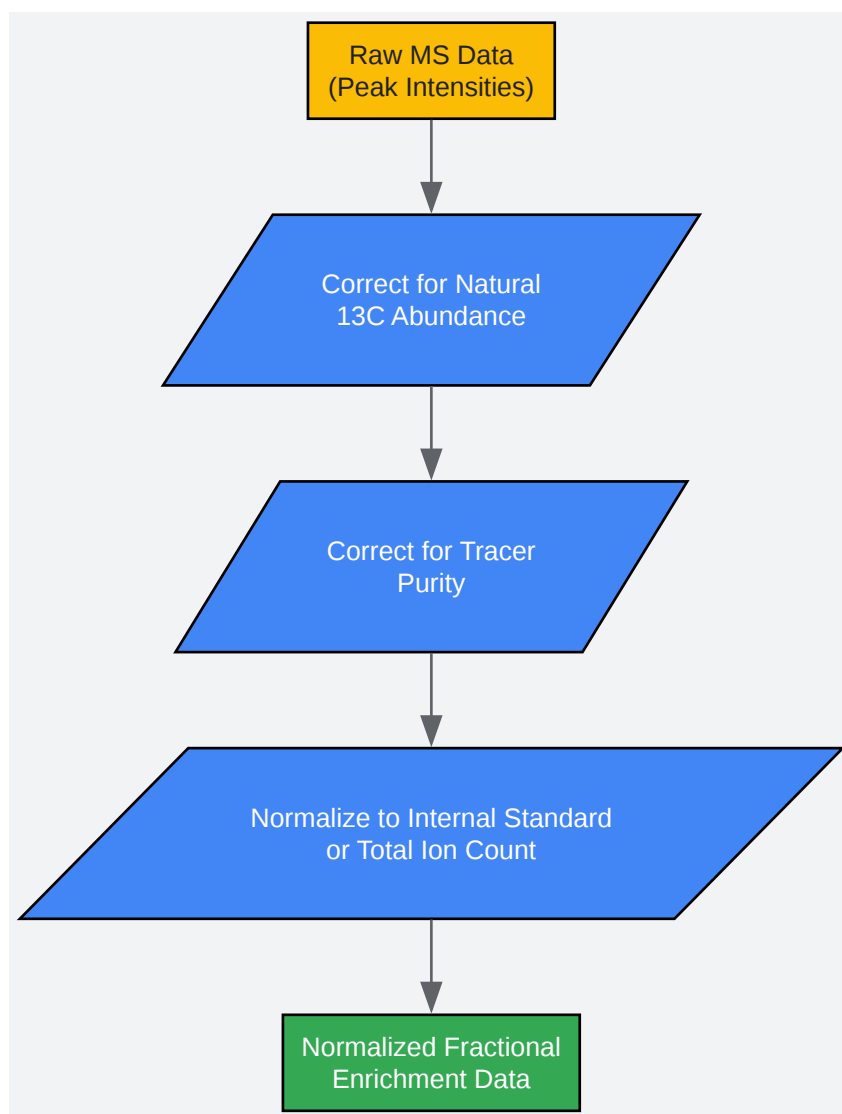 Raw MS Data
(Peak Intensities)
Correct for Natural
13C Abundance
Correct for Tracer
Purity
Normalize to Internal Standard
or Total Ion Count
Normalized Fractional
Enrichment Data